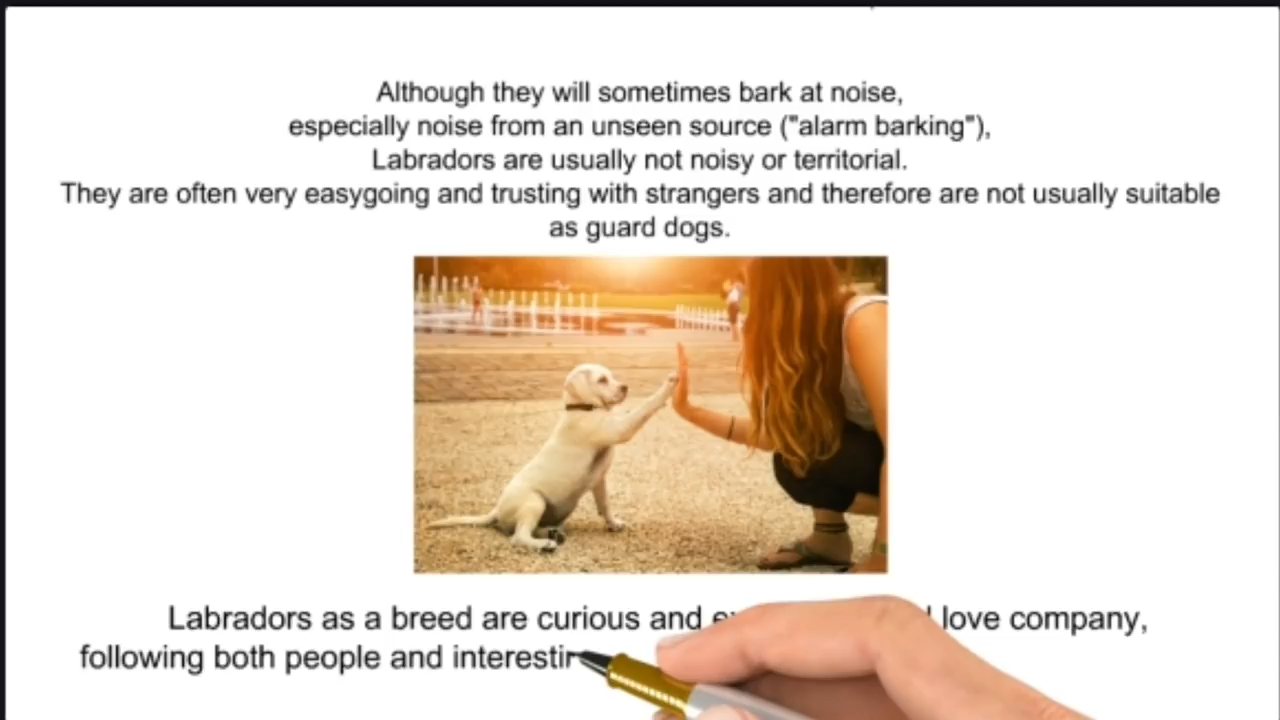 Although they will sometimes bark at noise,
especially noise from an unseen source ("alarm barking"),
Labradors are usually not noisy or territorial.
They are often very easygoing and trusting with strangers and therefore are not usually suitable
as guard dogs.
Labradors as a breed are curious and love company,
following both people and